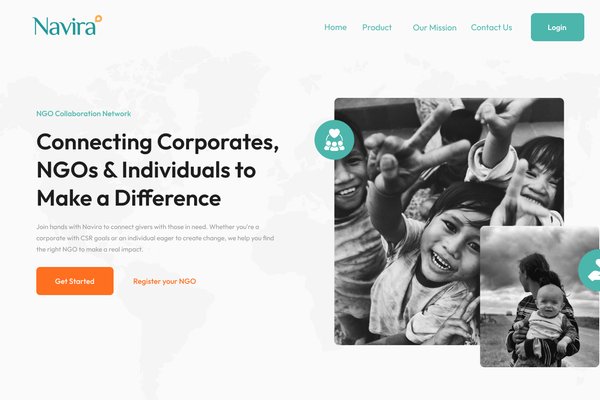 Navira
Home Product Our Mission Contact Us Login
NGO Collaboration Network
Connecting Corporates,
NGOs & Individuals to
Make a Difference
Join hands with Navira to connect givers with those in need. Whether you're a
corporate with CSR goals or an individual eager to create change, we help you find
the right NGO to make a real impact.
Get Started Register your NGO